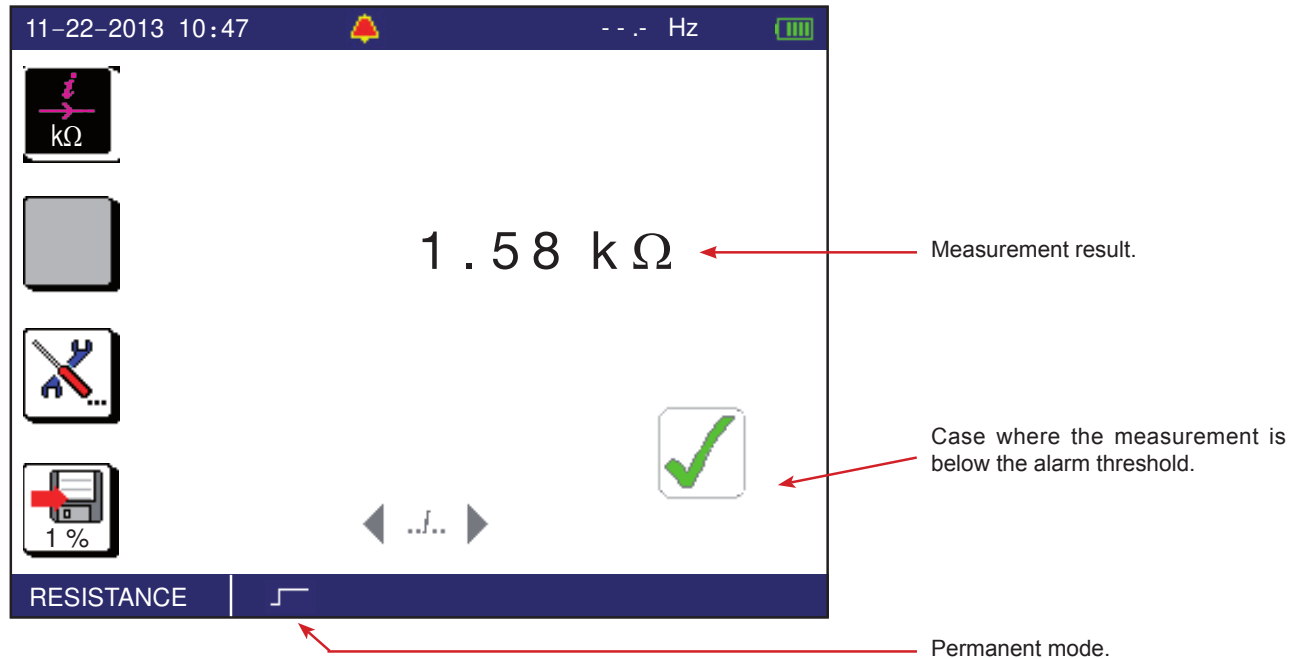 11-22-2013 10:47 - - .- Hz
i
kΩ
1.58 kΩ
Measurement result.
Case where the measurement is
below the alarm threshold.
1 %
RESISTANCE
Permanent mode.